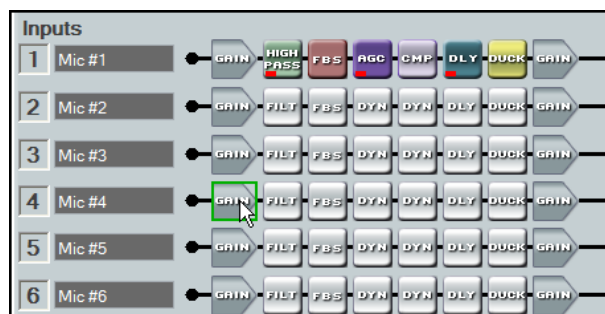 Inputs
1 Mic #1 GAIN HIGH PASS FBS AGC CMP DLY DUCK GAIN
2 Mic #2 GAIN FILT FBS DYN DYN DLY DUCK GAIN
3 Mic #3 GAIN FILT FBS DYN DYN DLY DUCK GAIN
4 Mic #4 GAIN FILT FBS DYN DYN DLY DUCK GAIN
5 Mic #5 GAIN FILT FBS DYN DYN DLY DUCK GAIN
6 Mic #6 GAIN FILT FBS DYN DYN DLY DUCK GAIN